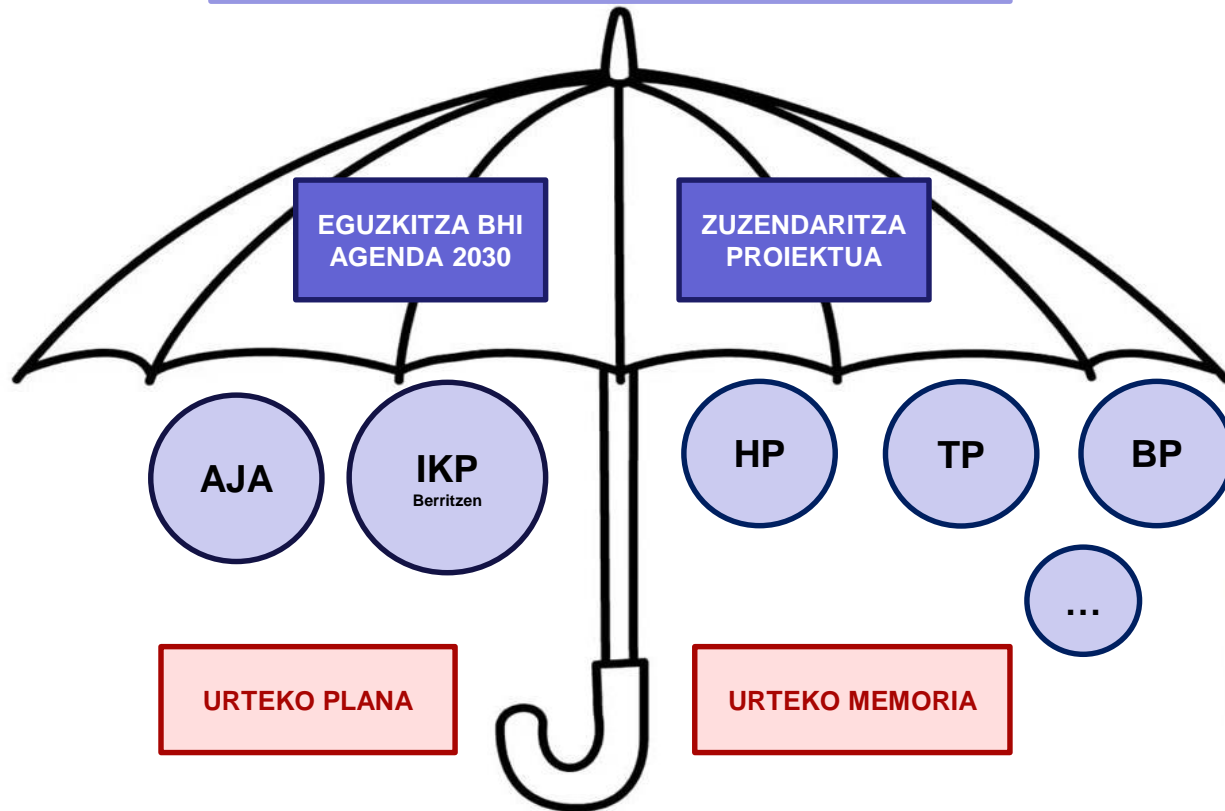 EGUZKITZA BHI
AGENDA 2030
ZUZENDARITZA
PROIEKTUA
AJA
IKP
Berritzen
HP
TP
BP
...
URTEKO PLANA
URTEKO MEMORIA